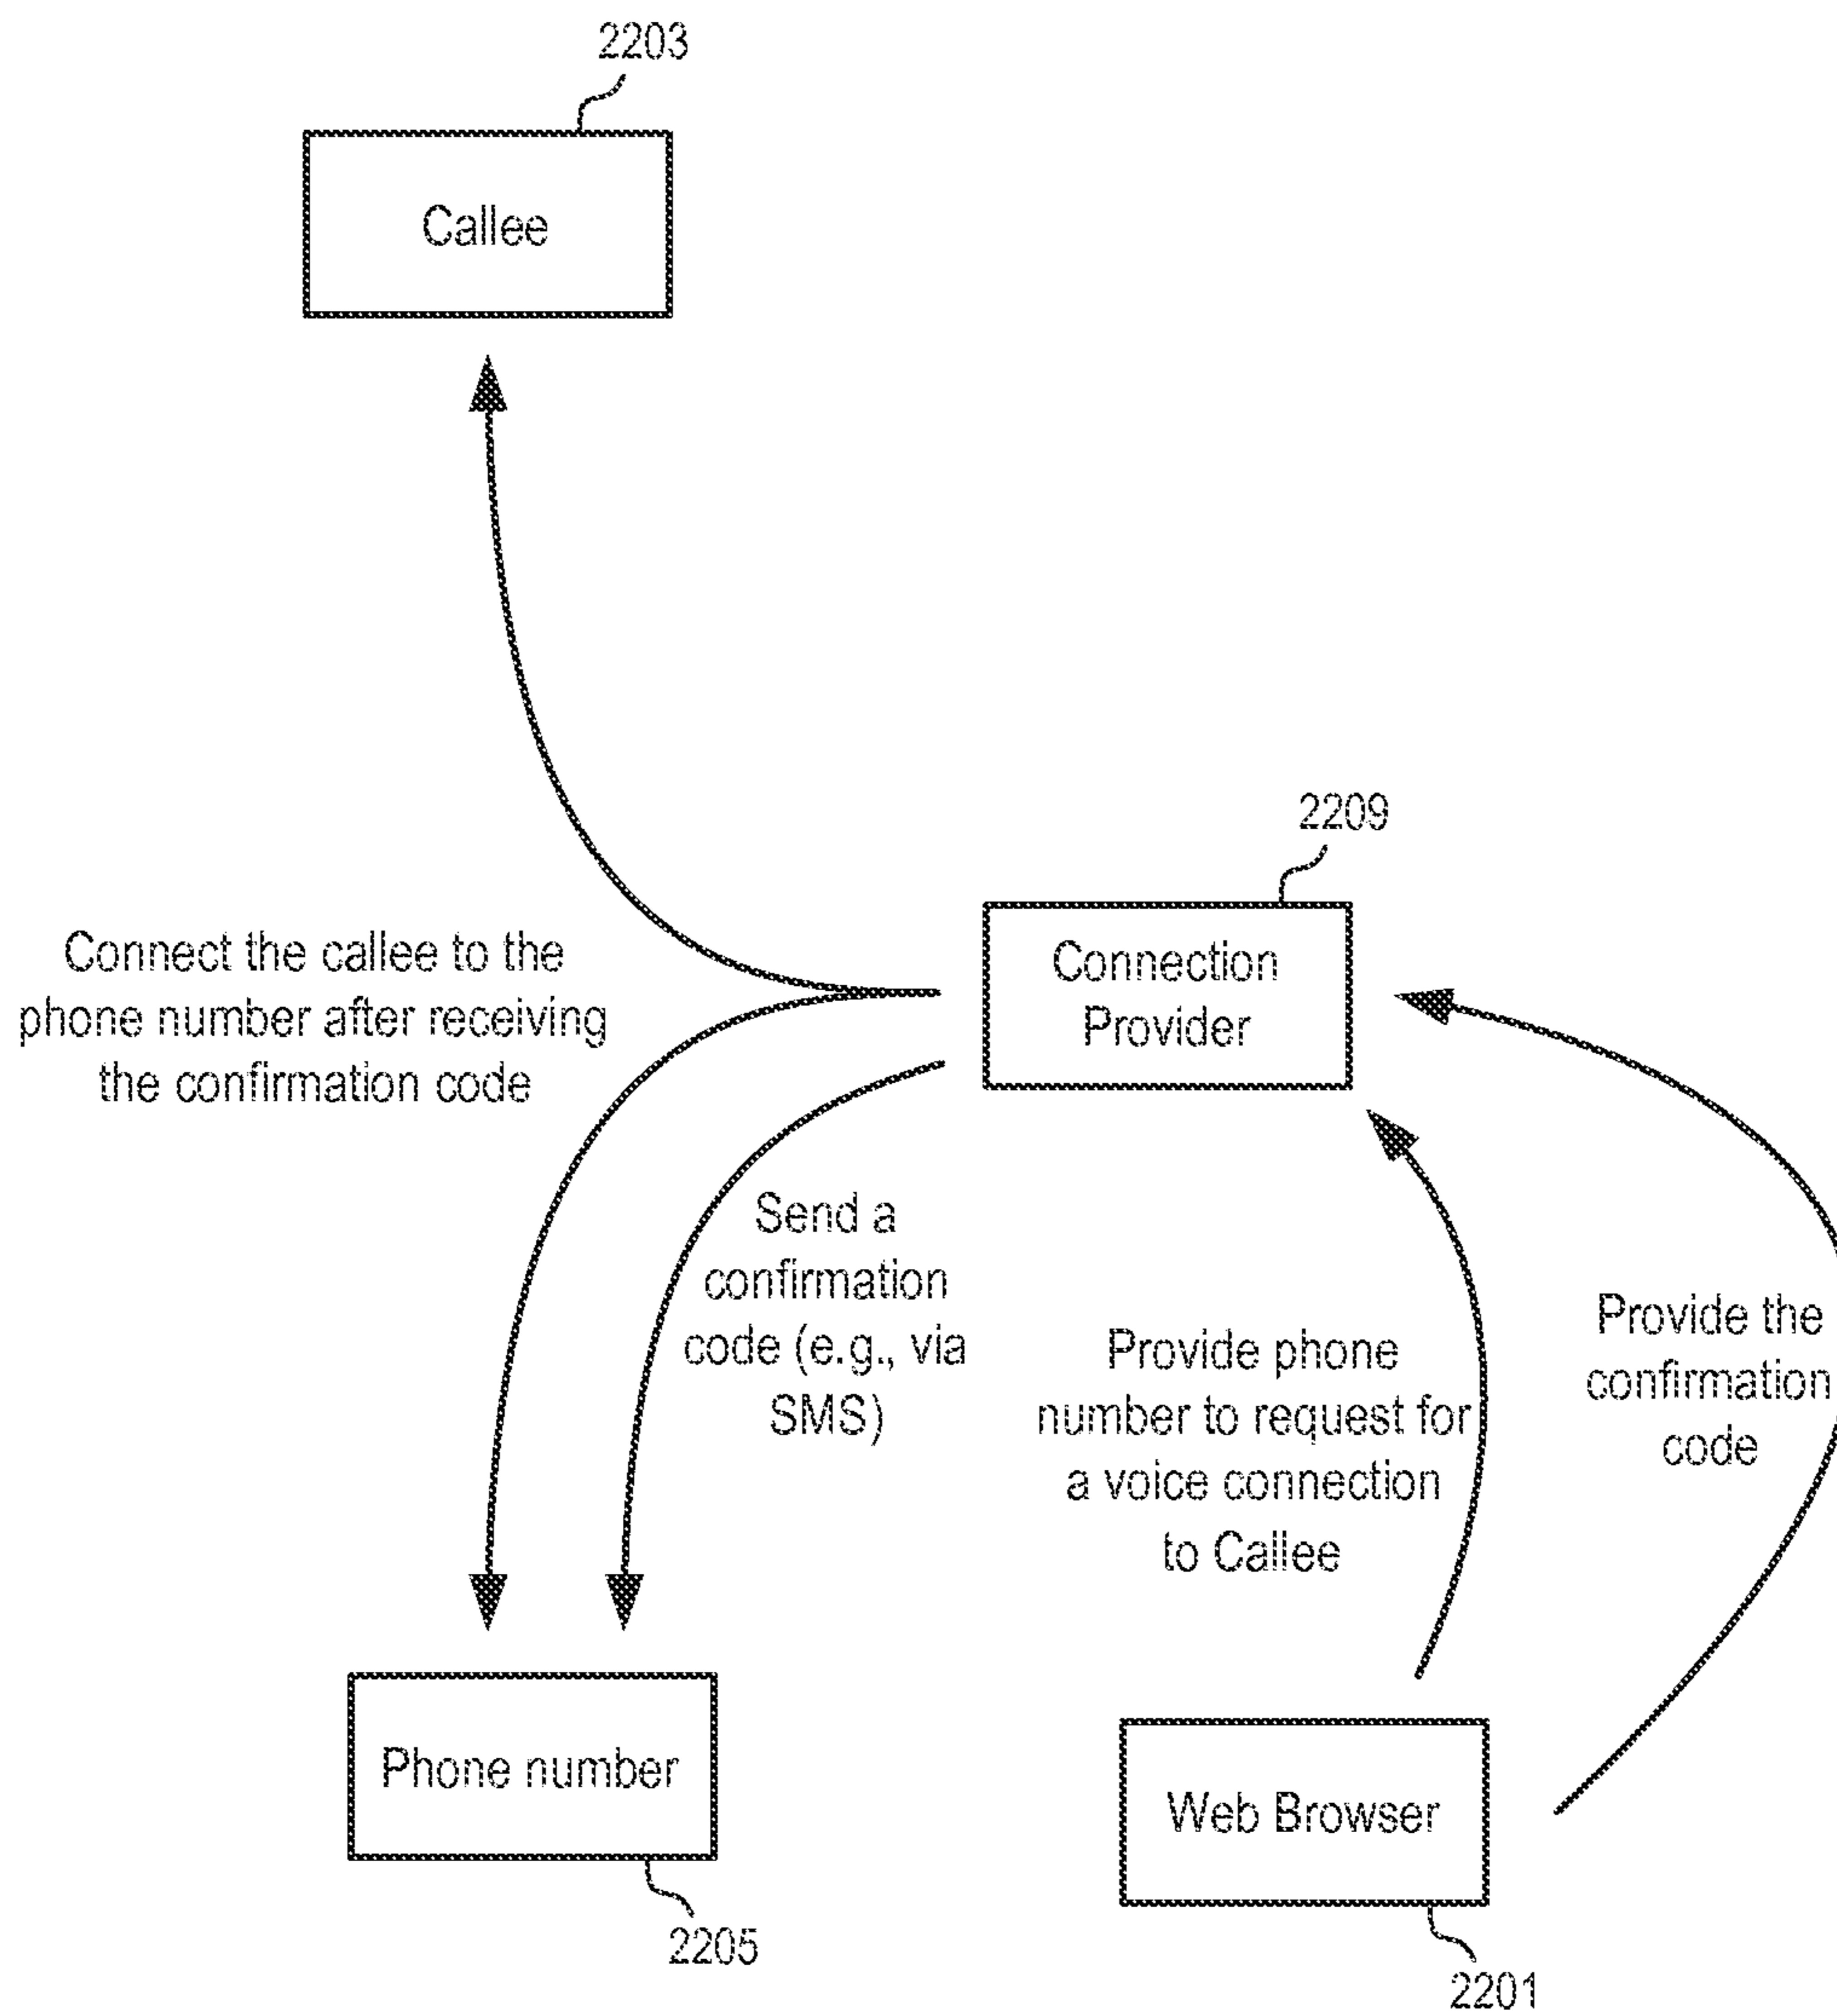 2203
Callee
2209
Connection
Provider
Connect the callee to the
phone number after receiving
the confirmation code
Send a
confirmation
code (e.g., via
SMS)
Provide phone
number to request for
a voice connection
to Callee
Provide the
confirmation
code
Phone number
2205
Web Browser
2201